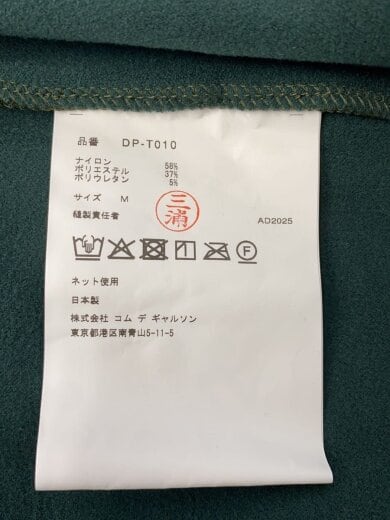 品番 DP-T010
ナイロン 58%
ポリエステル 37%
ポリウレタン 5%
サイズ M
縫製責任者 三浦 AD2025
F
ネット使用
日本製
株式会社 コム デ ギャルソン
東京都港区南青山5-11-5